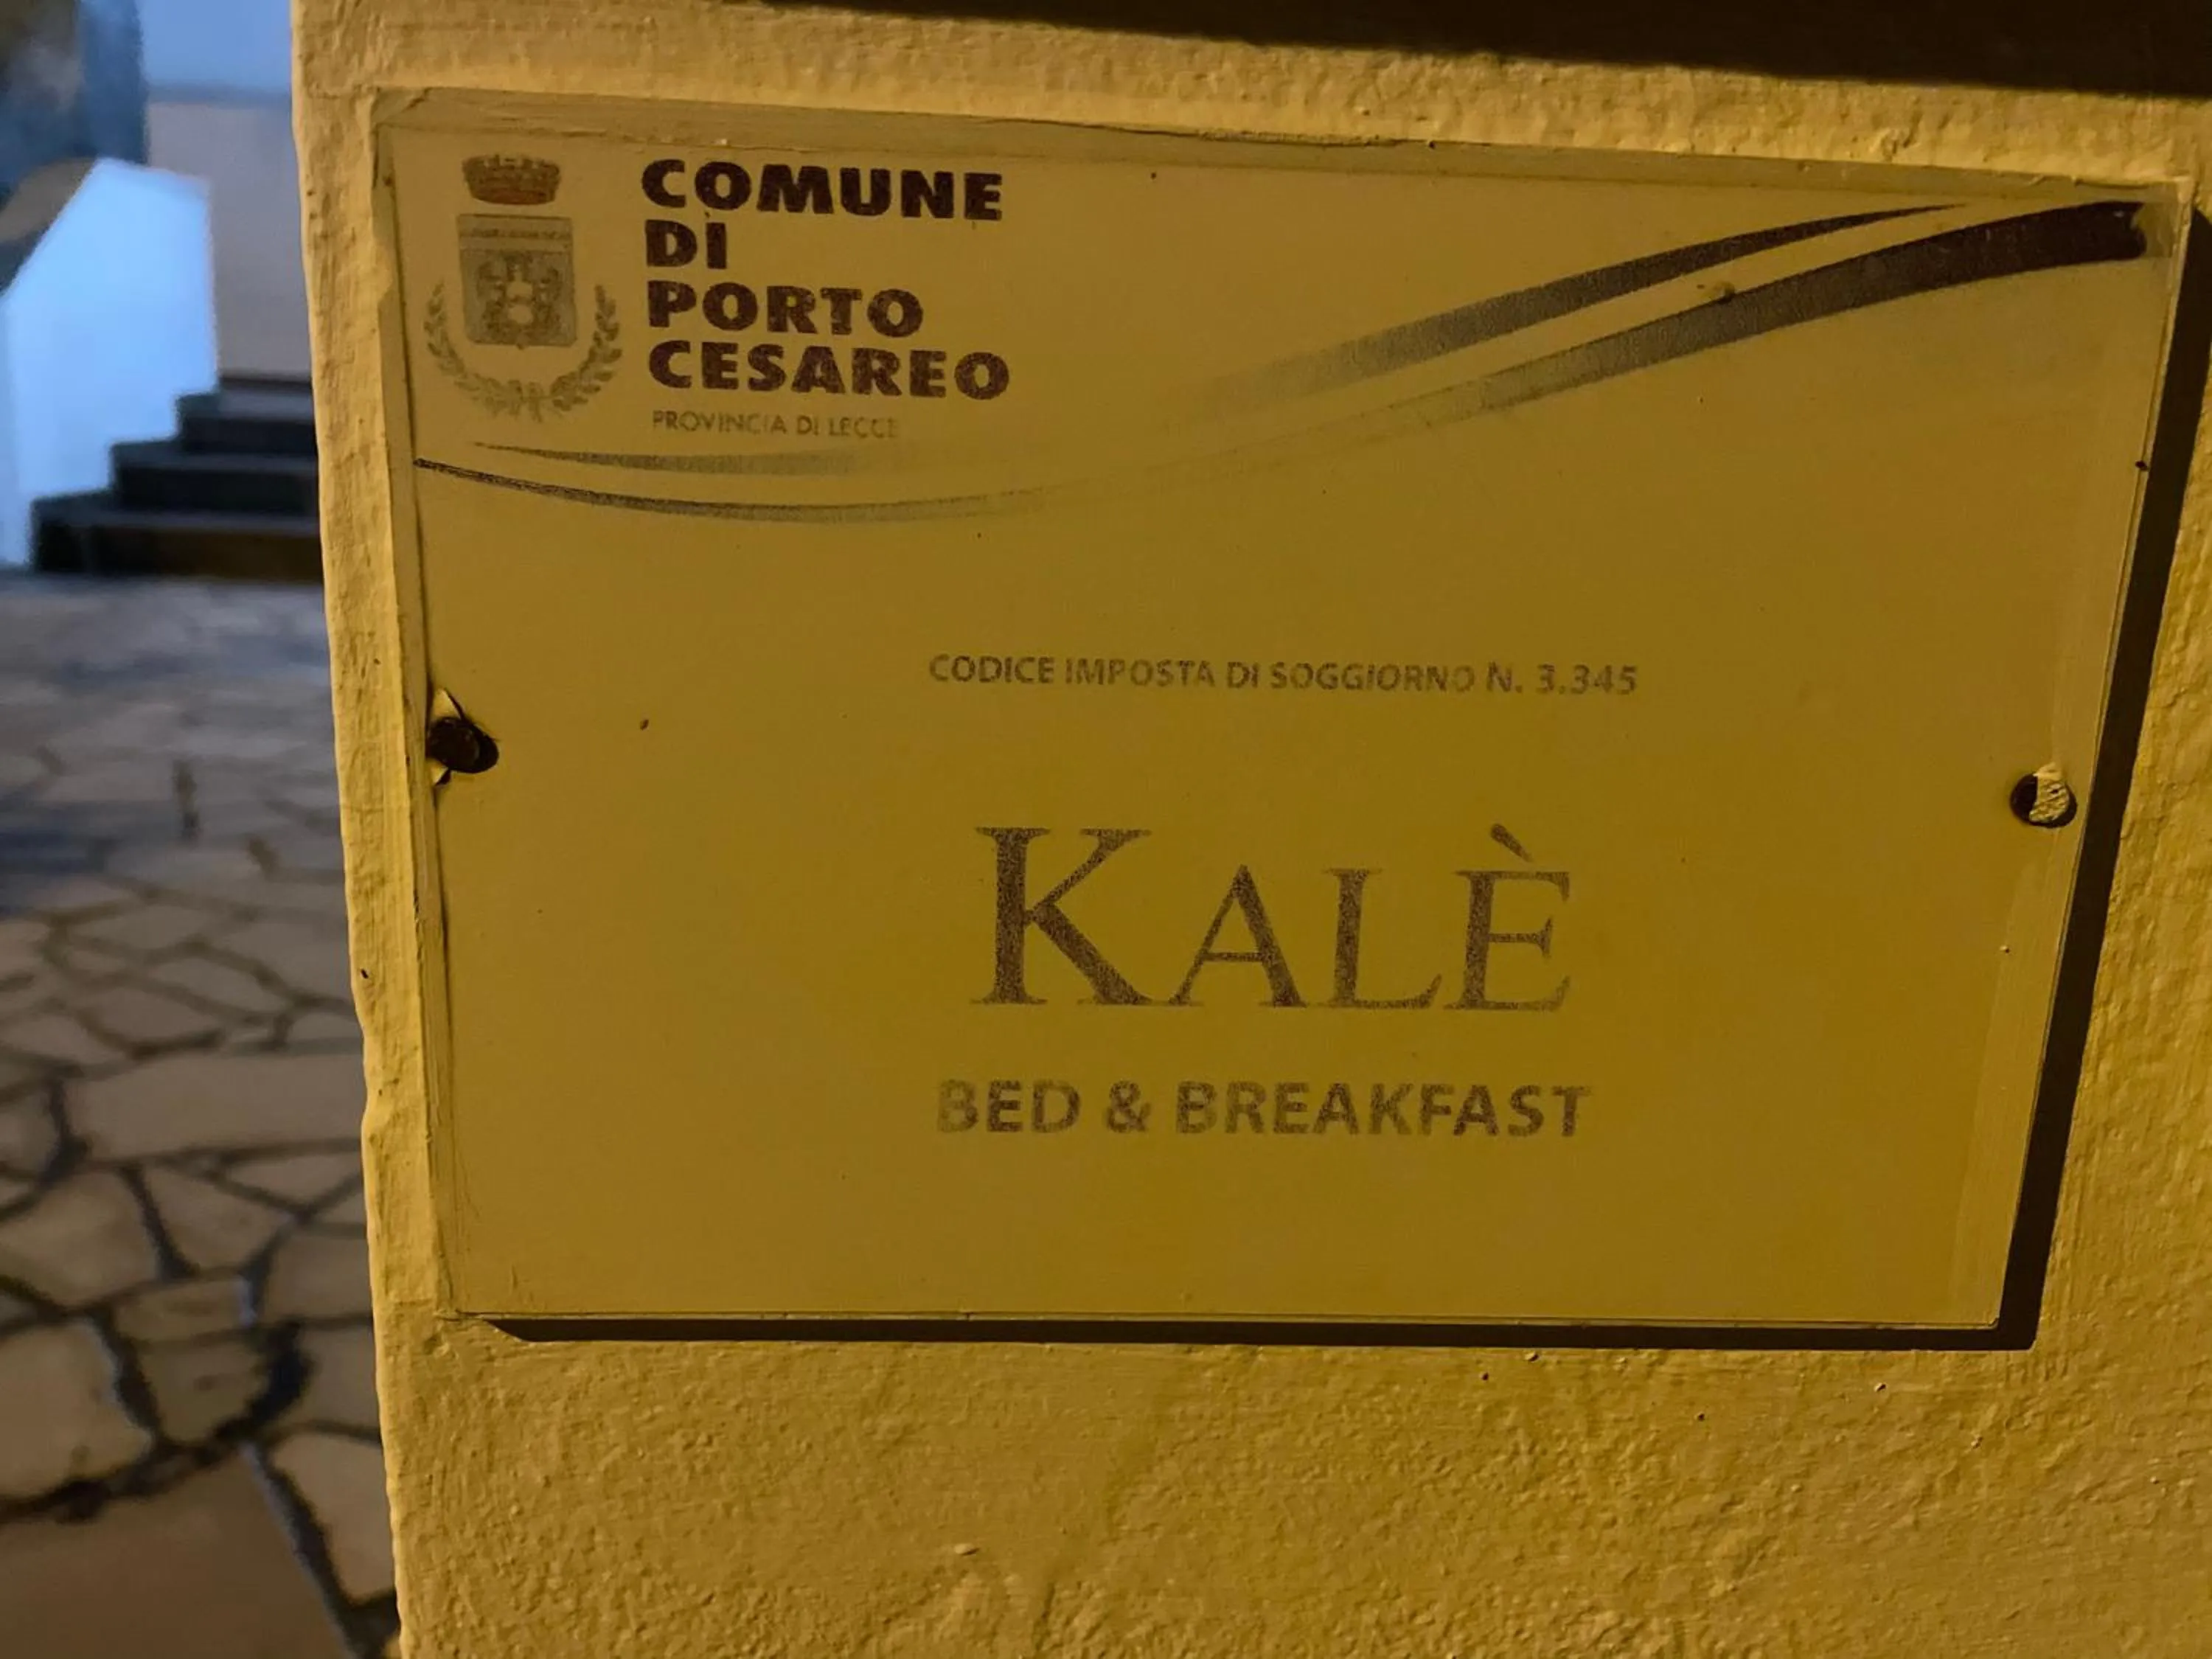 COMUNE
DI
PORTO
CESAREO
PROVINCIA DI LECCE
CODICE IMPOSTA DI SOGGIORNO N. 3.345
KALÈ
BED & BREAKFAST